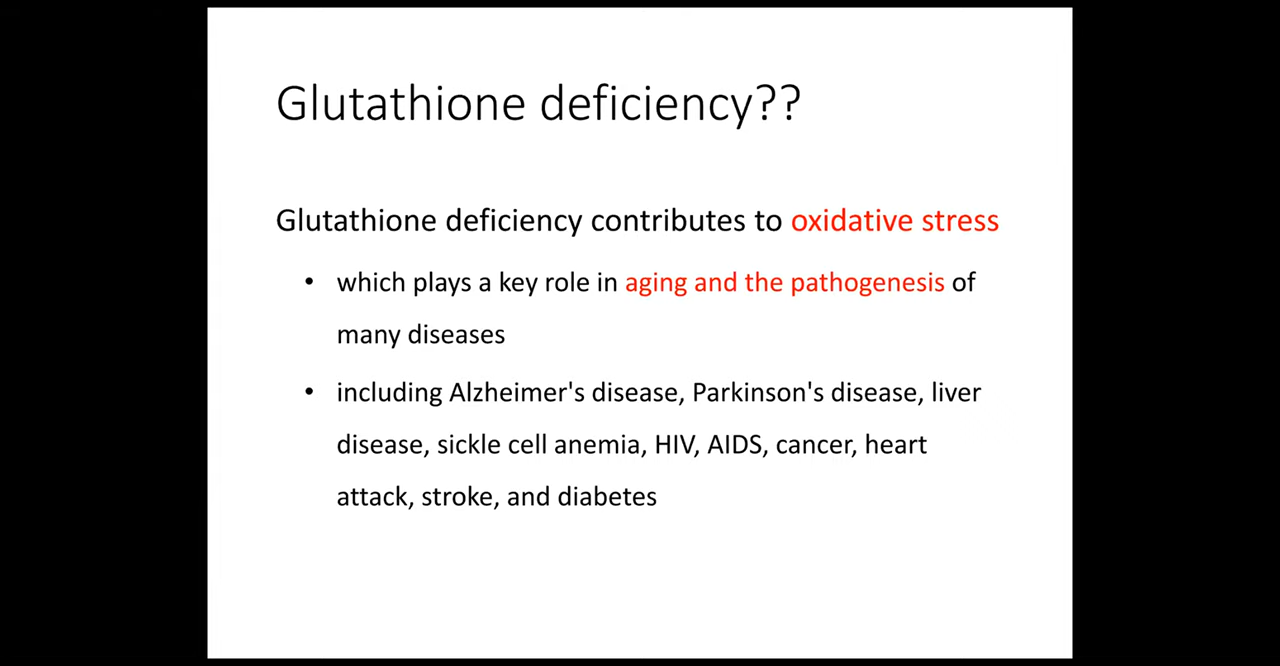 Glutathione deficiency??
Glutathione deficiency contributes to oxidative stress
• which plays a key role in aging and the pathogenesis of
many diseases
• including Alzheimer's disease, Parkinson's disease, liver
disease, sickle cell anemia, HIV, AIDS, cancer, heart
attack, stroke, and diabetes